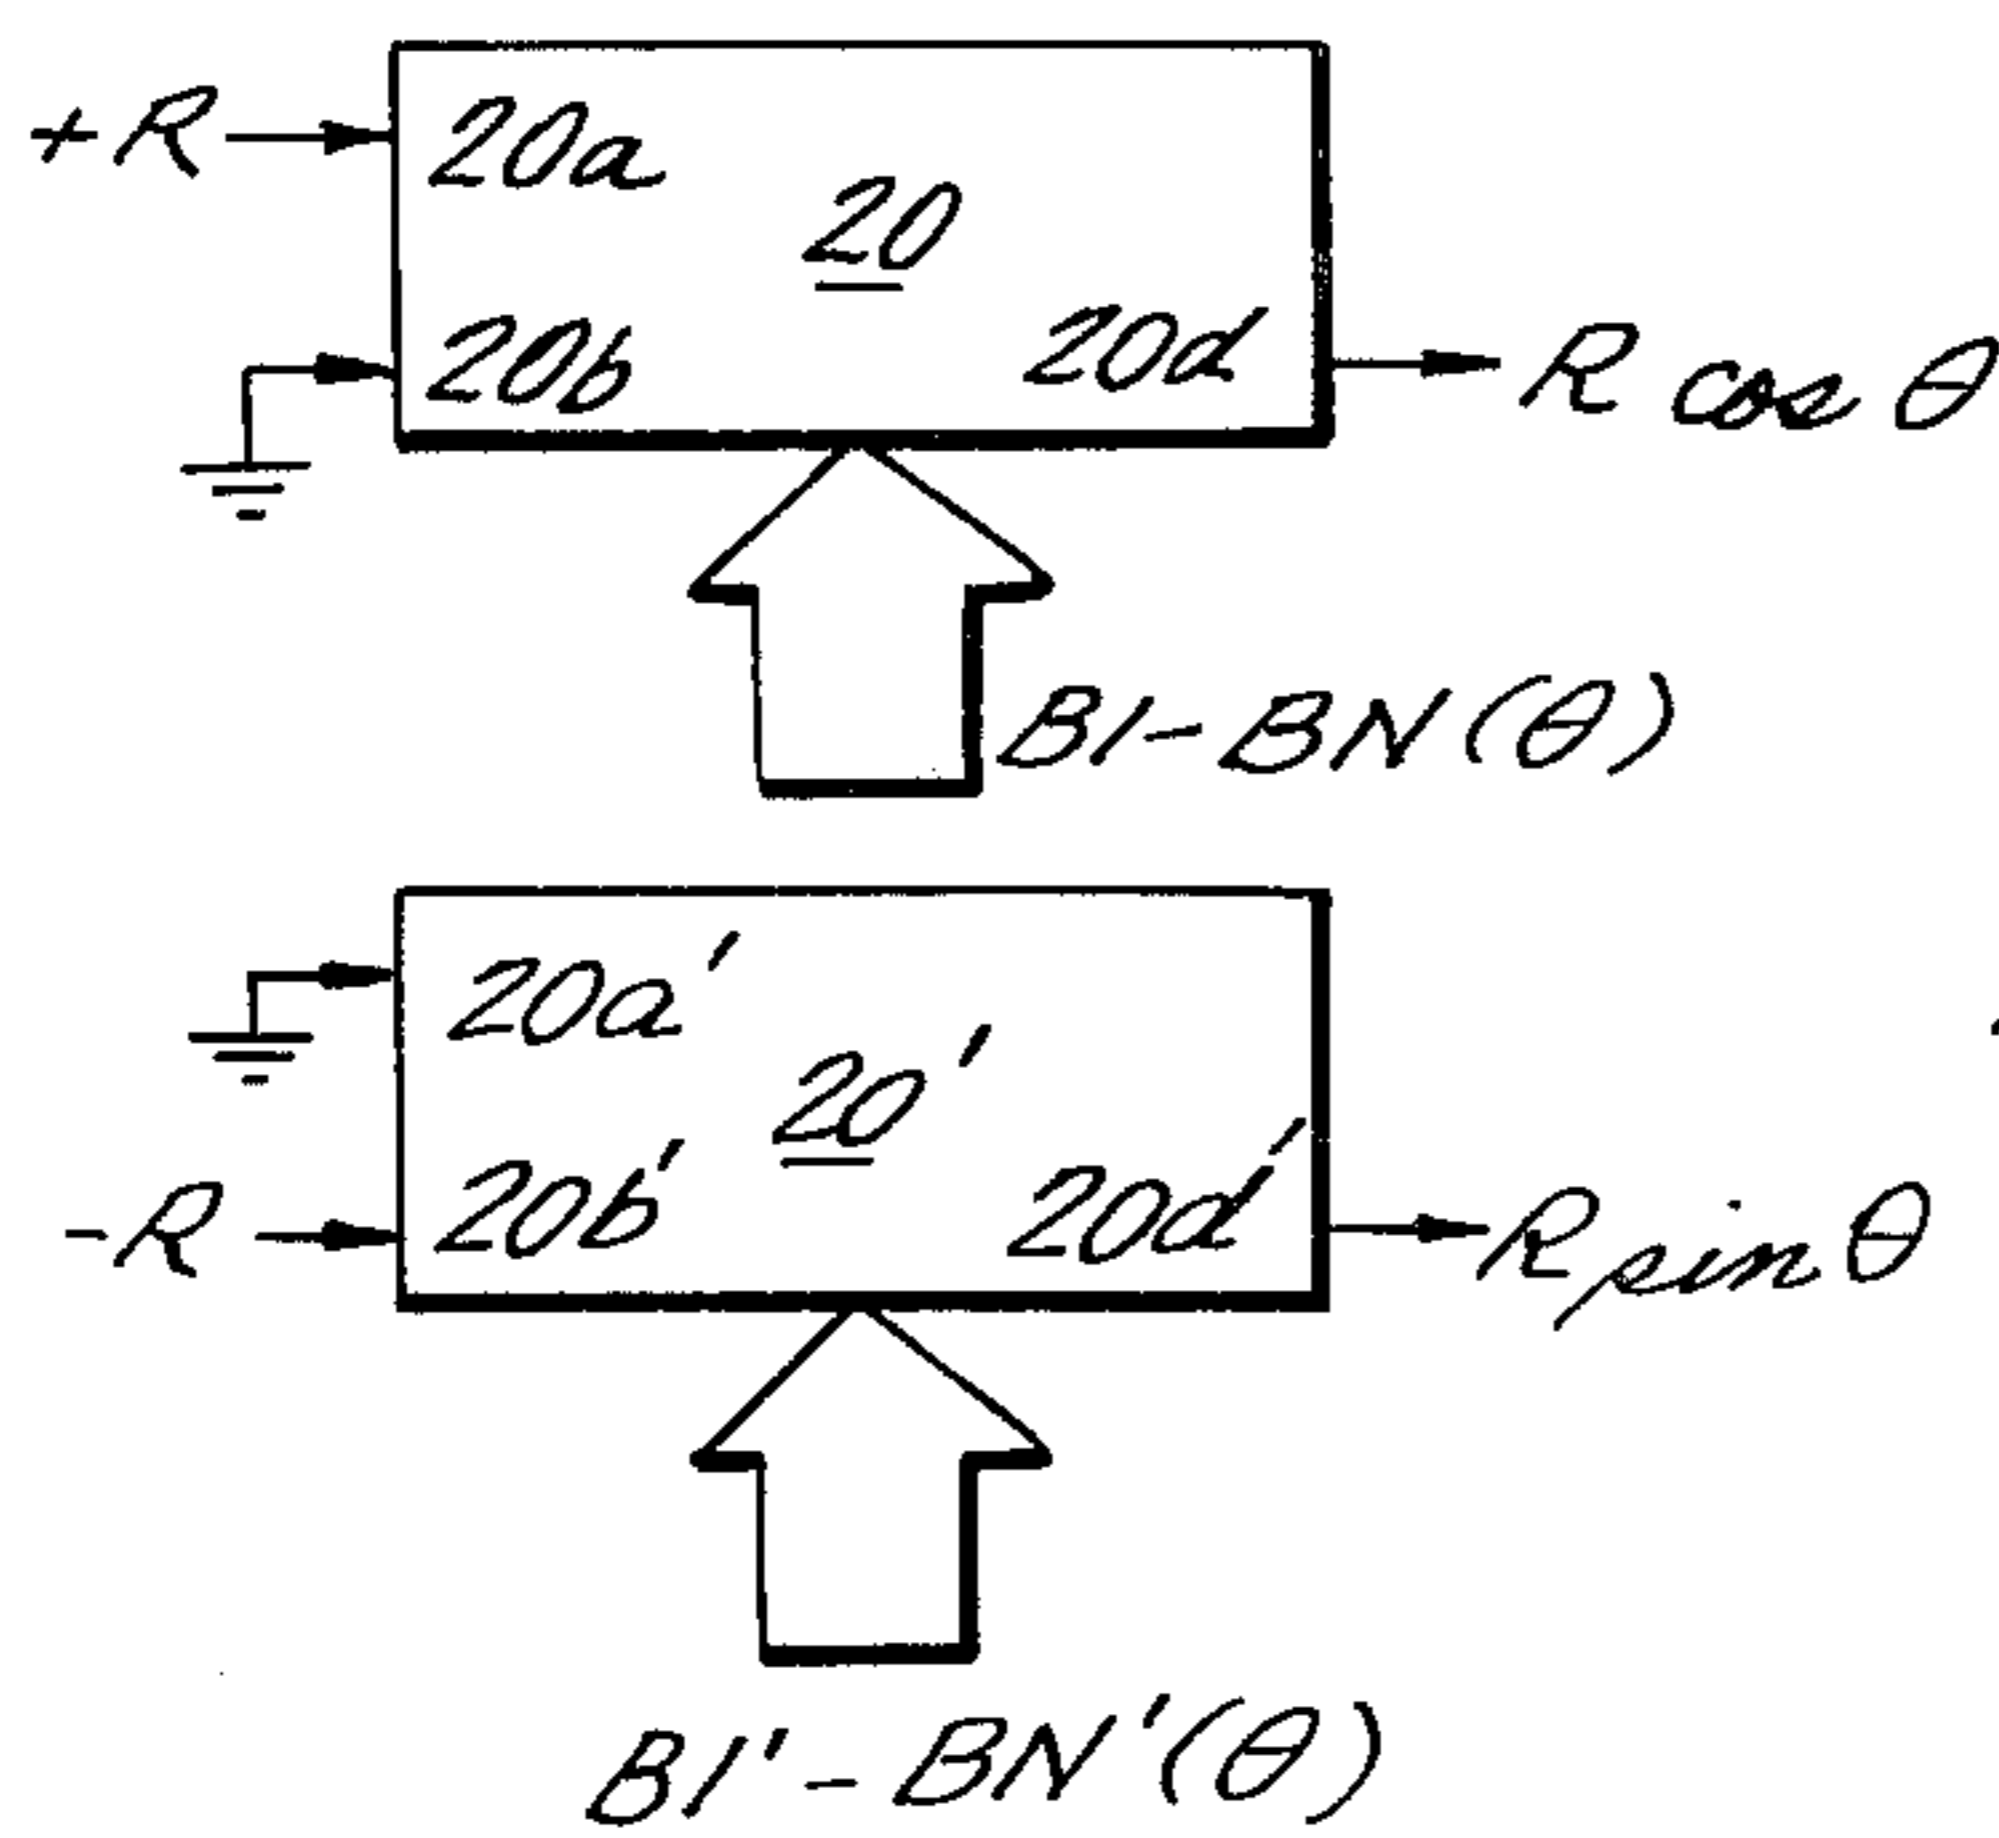 +R
20a
20
20b
20d
R cos θ
B1-BN(θ)
20a'
20'
20b'
20d'
-R
R sin θ
B1'-BN'(θ)